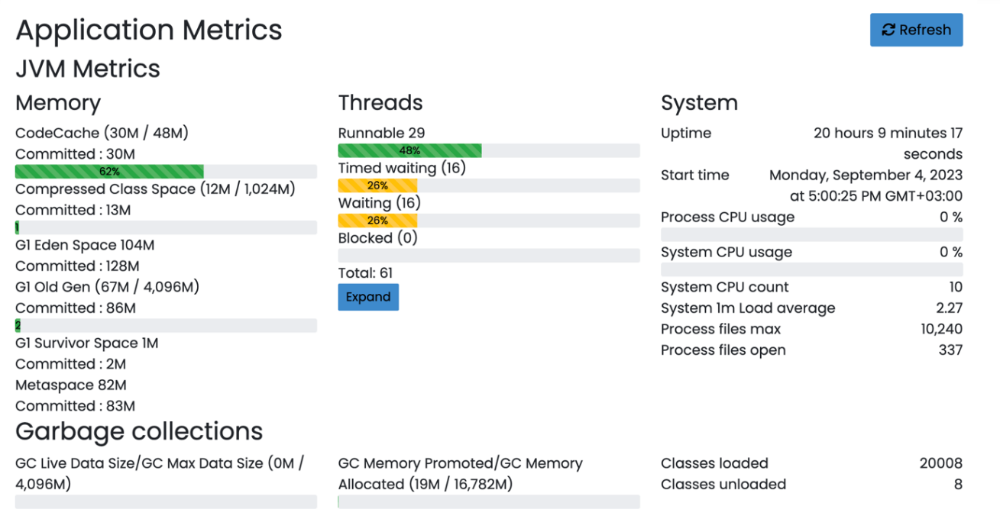 Application Metrics
Refresh
JVM Metrics
Memory
CodeCache (30M / 48M)
Committed : 30M
62%
Compressed Class Space (12M / 1,024M)
Committed : 13M
1
G1 Eden Space 104M
Committed : 128M
G1 Old Gen (67M / 4,096M)
Committed : 86M
2
G1 Survivor Space 1M
Committed : 2M
Metaspace 82M
Committed : 83M
Threads
Runnable 29
48%
Timed waiting (16)
26%
Waiting (16)
26%
Blocked (0)
Total: 61
Expand
System
Uptime 20 hours 9 minutes 17
seconds
Start time Monday, September 4, 2023
at 5:00:25 PM GMT+03:00
Process CPU usage 0 %
System CPU usage 0 %
System CPU count 10
System 1m Load average 2.27
Process files max 10,240
Process files open 337
Garbage collections
GC Live Data Size/GC Max Data Size (0M /
4,096M)
GC Memory Promoted/GC Memory
Allocated (19M / 16,782M)
Classes loaded 20008
Classes unloaded 8